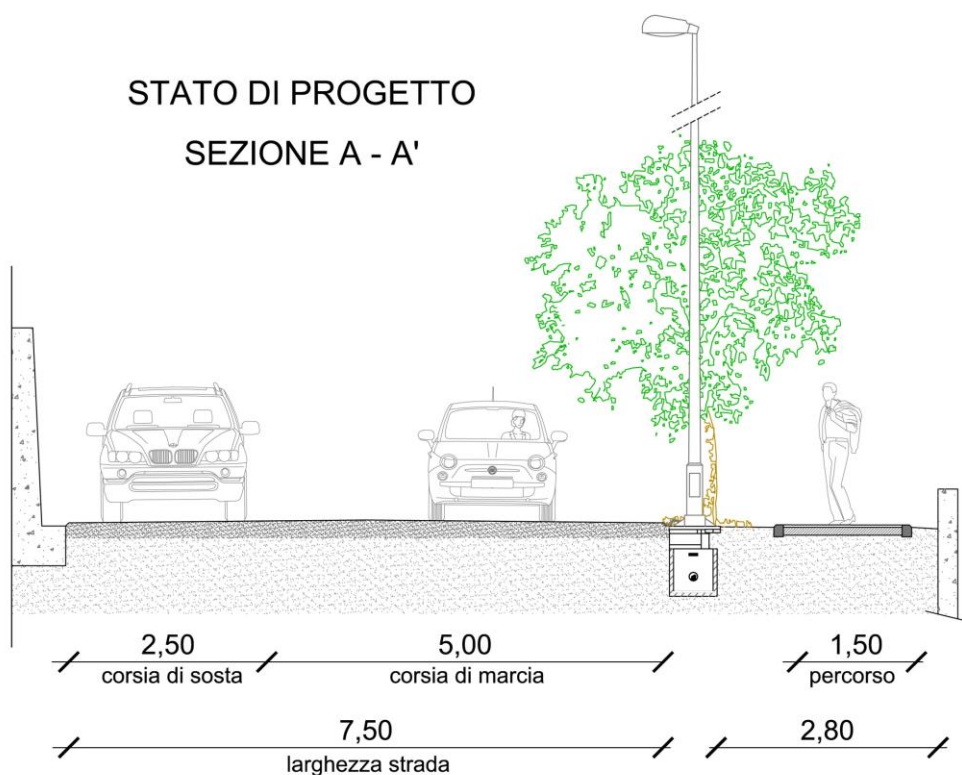 STATO DI PROGETTO
SEZIONE A - A'
2,50
5,00
1,50
corsia di sosta
corsia di marcia
percorso
7,50
2,80
larghezza strada